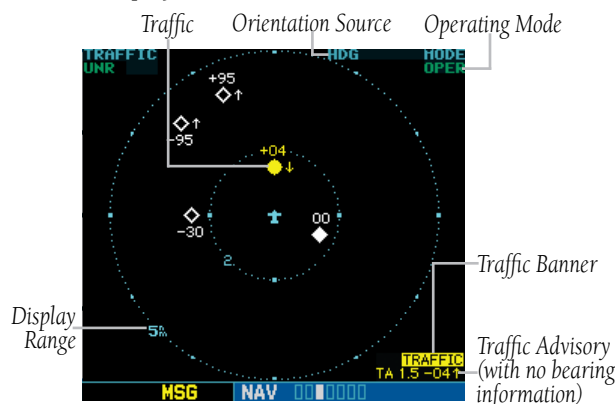 Traffic
Orientation Source
Operating Mode
TRAFFIC
HDG
MODE
UNR
OPER
+95
↑
↑
-95
+04
↓
-30
00
2
Traffic Banner
Display
Range
5nm
TRAFFIC
TA 1.5 -04↑
Traffic Advisory
(with no bearing
information)
MSG
NAV